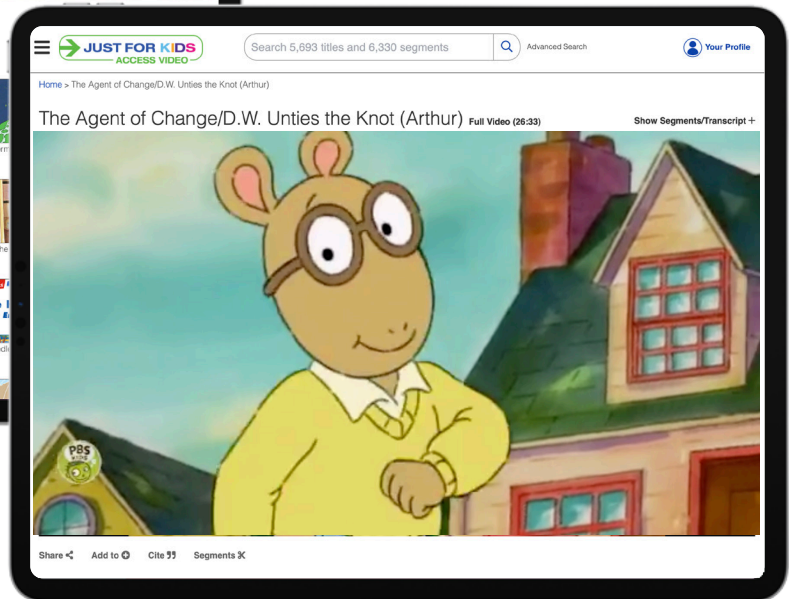 JUST FOR KIDS
ACCESS VIDEO
Search 5,693 titles and 6,330 segments
Advanced Search
Your Profile
Home > The Agent of Change/D.W. Unties the Knot (Arthur)
The Agent of Change/D.W. Unties the Knot (Arthur) Full Video (26:33)
Show Segments/Transcript +
PBS
KIDS
Share
Add to
Cite
Segments